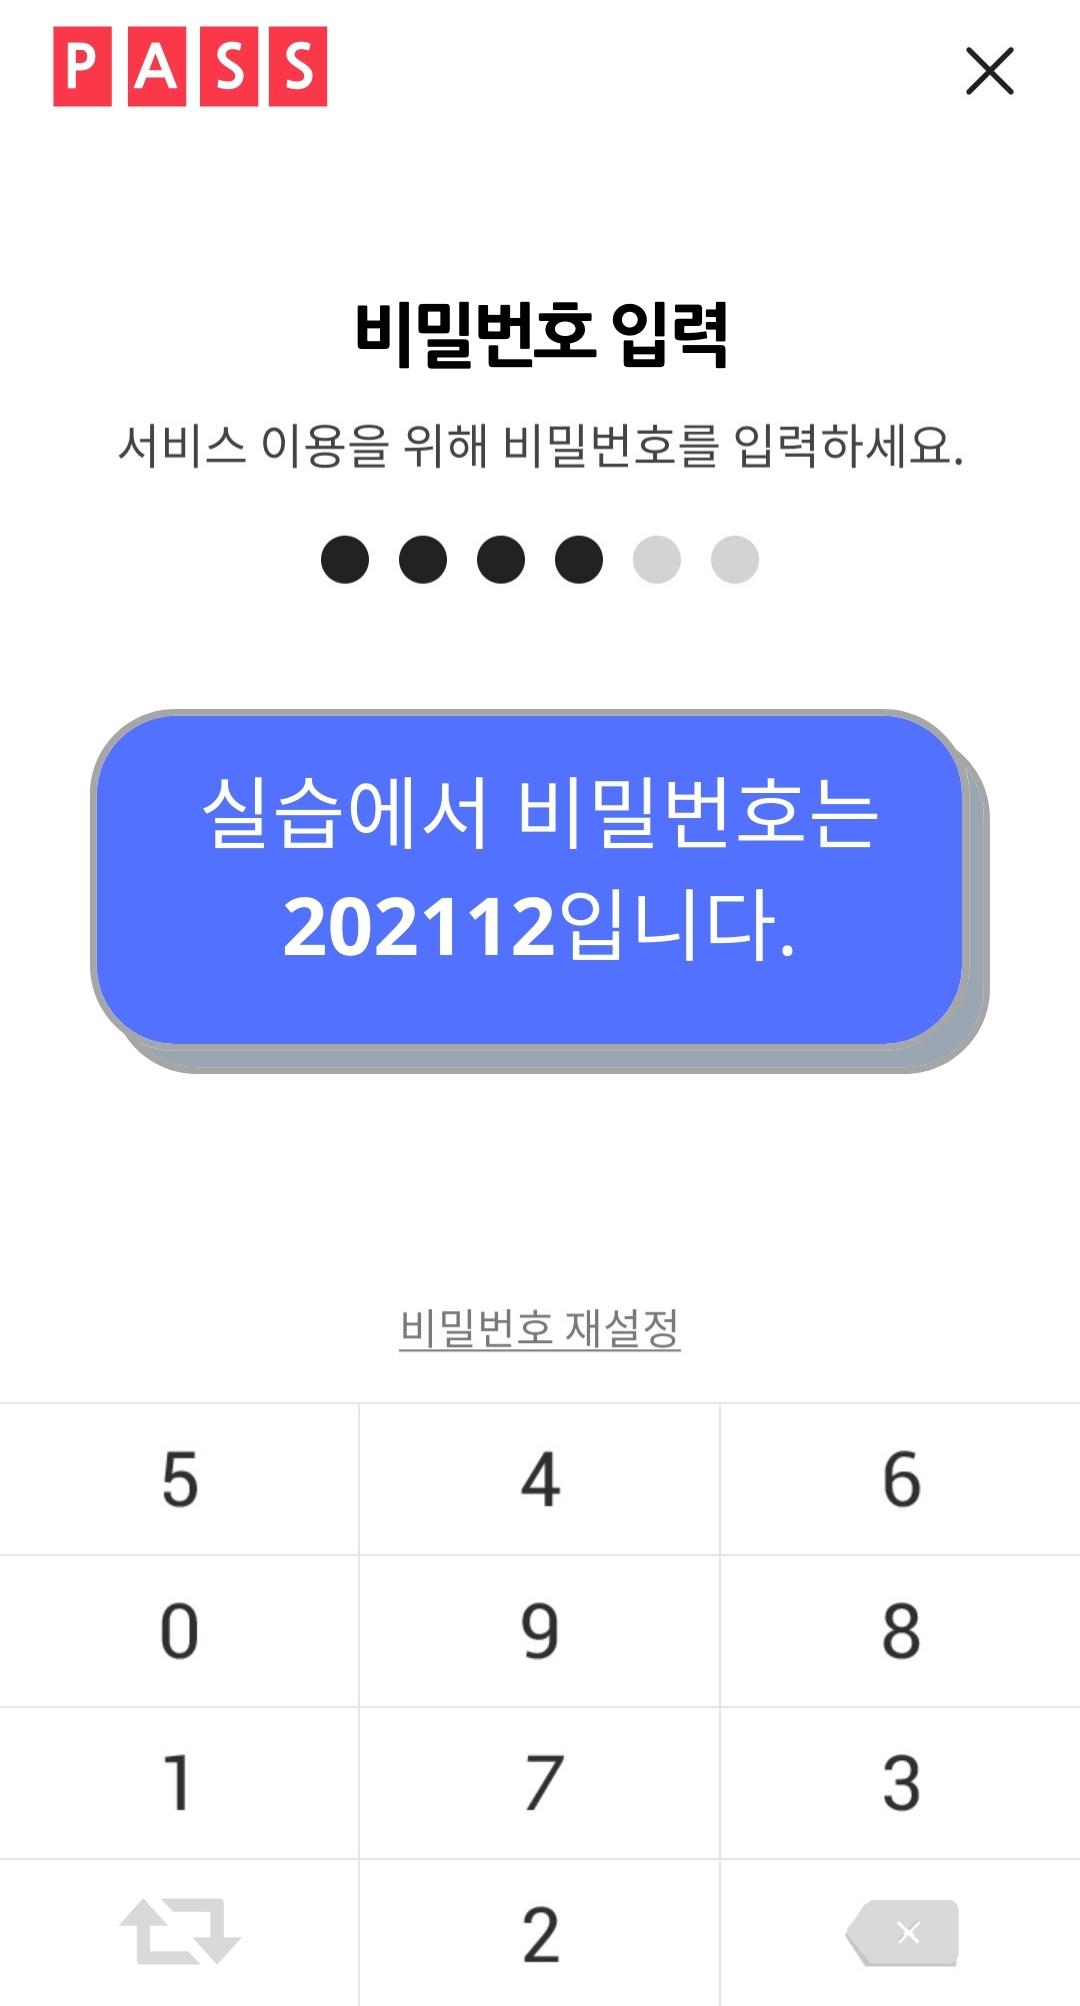 PASS
비밀번호 입력
서비스 이용을 위해 비밀번호를 입력하세요.
실습에서 비밀번호는
202112입니다.
비밀번호 재설정
5 4 6
0 9 8
1 7 3
2